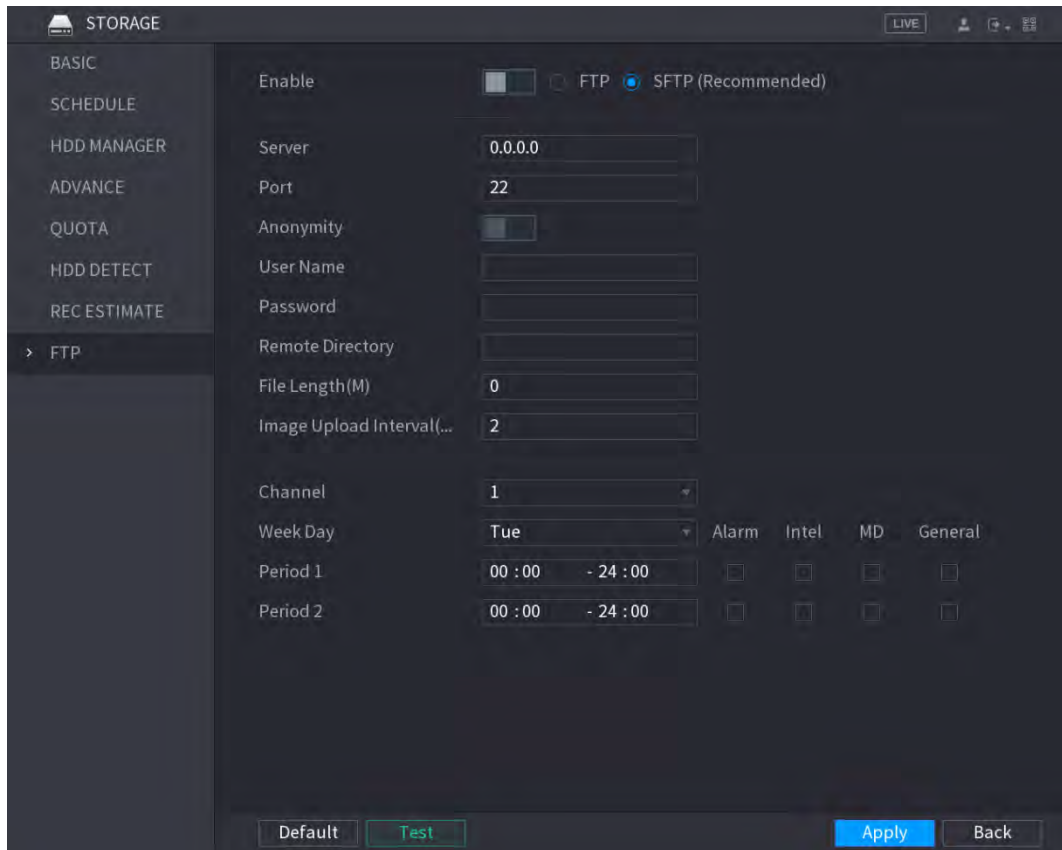 STORAGE LIVE
BASIC
SCHEDULE
HDD MANAGER
ADVANCE
QUOTA
HDD DETECT
REC ESTIMATE
FTP
Enable FTP SFTP (Recommended)
Server 0.0.0.0
Port 22
Anonymity
User Name
Password
Remote Directory
File Length(M) 0
Image Upload Interval(... 2
Channel 1
Week Day Tue Alarm Intel MD General
Period 1 00 :00 - 24 :00
Period 2 00 :00 - 24 :00
Default Test Apply Back